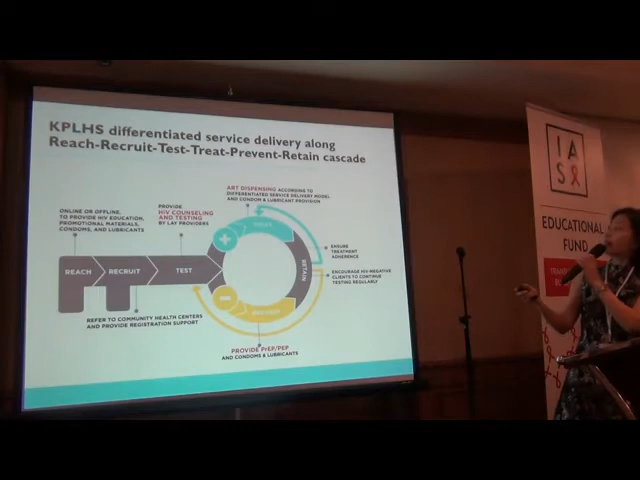 KPLHS differentiated service delivery along
Reach-Recruit-Test-Treat-Prevent-Retain cascade
ART DISPENSING ACCORDING TO
DIFFERENTIATED SERVICE DELIVERY MODEL
AND CONDOM & LUBRICANT PROVISION
PROVIDE
HIV COUNSELING
AND TESTING
BY LAY PROVIDERS
ONLINE OR OFFLINE,
TO PROVIDE HIV EDUCATION,
PROMOTIONAL MATERIALS,
CONDOMS, AND LUBRICANTS
REACH
RECRUIT
TEST
RETAIN
ENSURE
TREATMENT
ADHERENCE
ENCOURAGE HIV-NEGATIVE
CLIENTS TO CONTINUE
TESTING REGULARLY
REFER TO COMMUNITY HEALTH CENTERS
AND PROVIDE REGISTRATION SUPPORT
PROVIDE PrEP/PEP
AND CONDOMS & LUBRICANTS
IAS
EDUCATIONAL
FUND